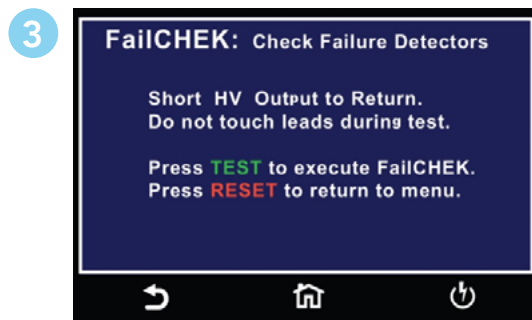 3
FailCHEK: Check Failure Detectors
Short HV Output to Return.
Do not touch leads during test.
Press TEST to execute FailCHEK.
Press RESET to return to menu.